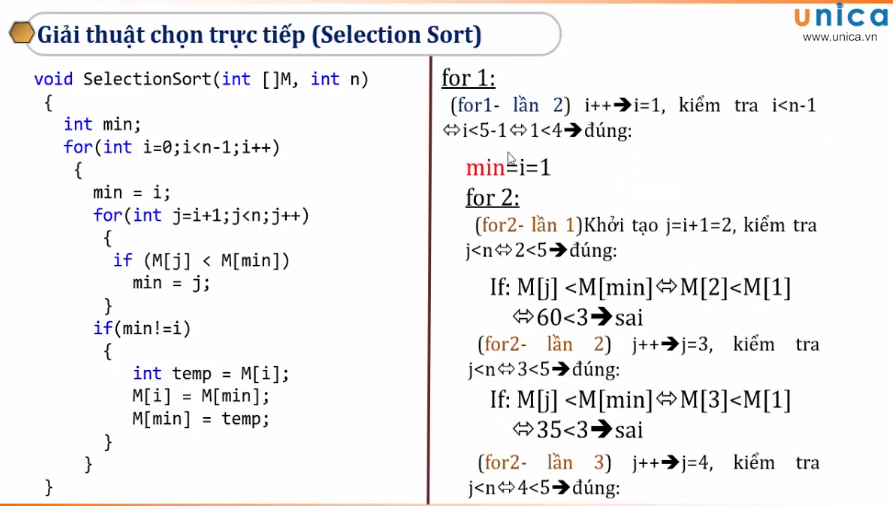 unica
www.unica.vn
Giải thuật chọn trực tiếp (Selection Sort)
void SelectionSort(int []M, int n)
{
int min;
for(int i=0;i<n-1;i++)
{
min = i;
for(int j=i+1;j<n;j++)
{
if (M[j] < M[min])
min = j;
}
if(min!=i)
{
int temp = M[i];
M[i] = M[min];
M[min] = temp;
}
}
}
for 1:
(for1- lần 2) i++➔i=1, kiểm tra i<n-1
⇔i<5-1⇔1<4➔đúng:
min=i=1
for 2:
(for2- lần 1)Khởi tạo j=i+1=2, kiểm tra
j<n⇔2<5➔đúng:
If: M[j] <M[min]⇔M[2]<M[1]
⇔60<3➔sai
(for2- lần 2) j++➔j=3, kiểm tra
j<n⇔3<5➔đúng:
If: M[j] <M[min]⇔M[3]<M[1]
⇔35<3➔sai
(for2- lần 3) j++➔j=4, kiểm tra
j<n⇔4<5➔đúng: